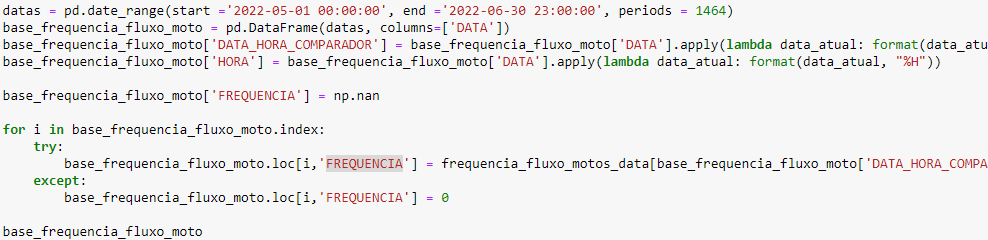 datas = pd.date_range(start ='2022-05-01 00:00:00', end ='2022-06-30 23:00:00', periods = 1464)
base_frequencia_fluxo_moto = pd.DataFrame(datas, columns=['DATA'])
base_frequencia_fluxo_moto['DATA_HORA_COMPARADOR'] = base_frequencia_fluxo_moto['DATA'].apply(lambda data_atual: format(data_atu
base_frequencia_fluxo_moto['HORA'] = base_frequencia_fluxo_moto['DATA'].apply(lambda data_atual: format(data_atual, "%H"))
base_frequencia_fluxo_moto['FREQUENCIA'] = np.nan
for i in base_frequencia_fluxo_moto.index:
    try:
        base_frequencia_fluxo_moto.loc[i,'FREQUENCIA'] = frequencia_fluxo_motos_data[base_frequencia_fluxo_moto['DATA_HORA_COMPA
    except:
        base_frequencia_fluxo_moto.loc[i,'FREQUENCIA'] = 0
base_frequencia_fluxo_moto